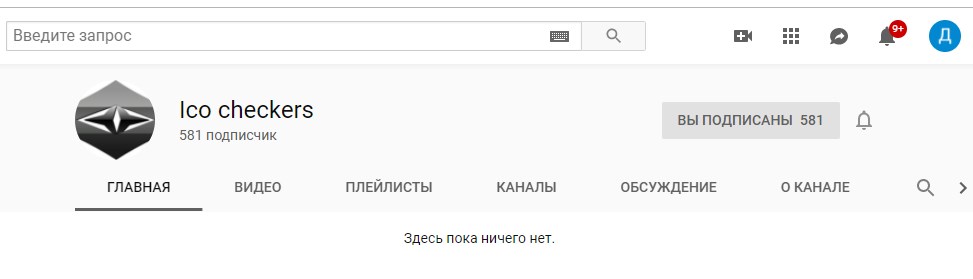 Введите запрос
9+
Д
Ico checkers
581 подписчик
ВЫ ПОДПИСАНЫ 581
ГЛАВНАЯ ВИДЕО ПЛЕЙЛИСТЫ КАНАЛЫ ОБСУЖДЕНИЕ О КАНАЛЕ
Здесь пока ничего нет.